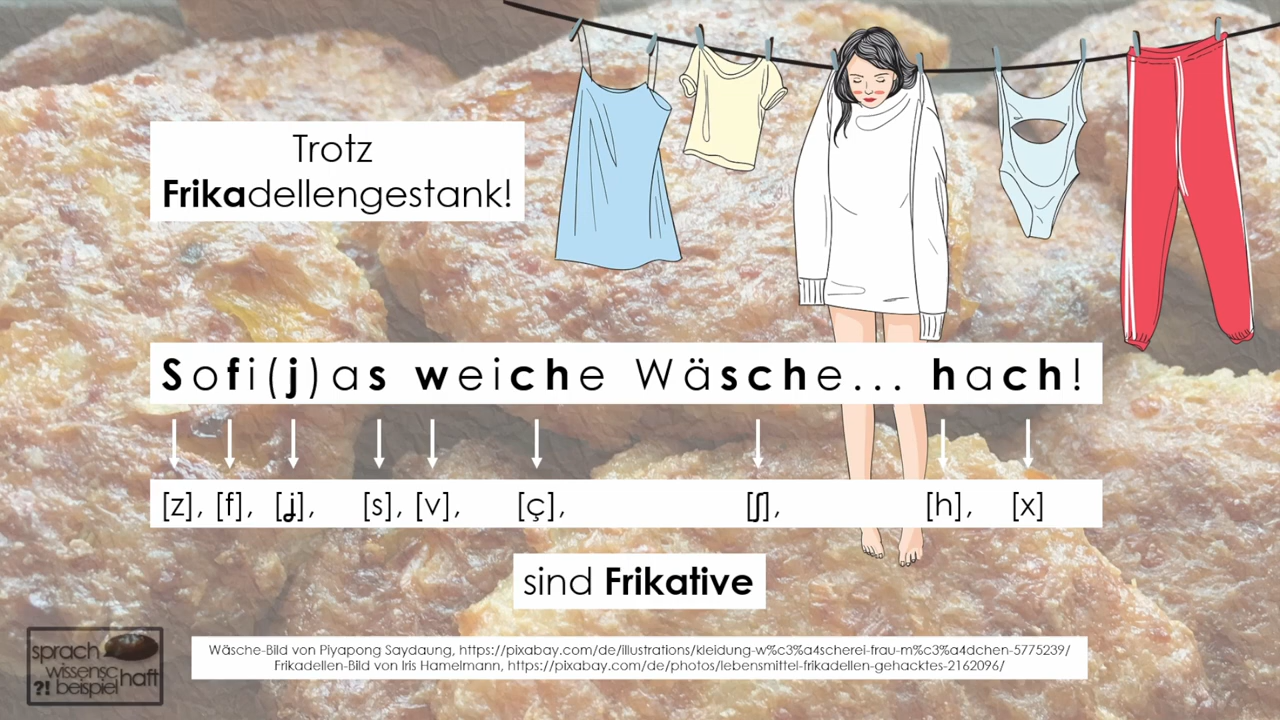 Trotz
Frikadellengestank!
Sofi(j)as weiche Wäsche... hach!
[z], [f], [ʝ], [s], [v], [ç], [ʃ], [h], [x]
sind Frikative
Wäsche-Bild von Piyapong Saydaung, https://pixabay.com/de/illustrations/kleidung-w%c3%a4scherei-frau-m%c3%a4dchen-5775239/
Frikadellen-Bild von Iris Hamelmann, https://pixabay.com/de/photos/lebensmittel-frikadellen-gehacktes-2162096/
sprach
wissensc
haft
?! beispiel